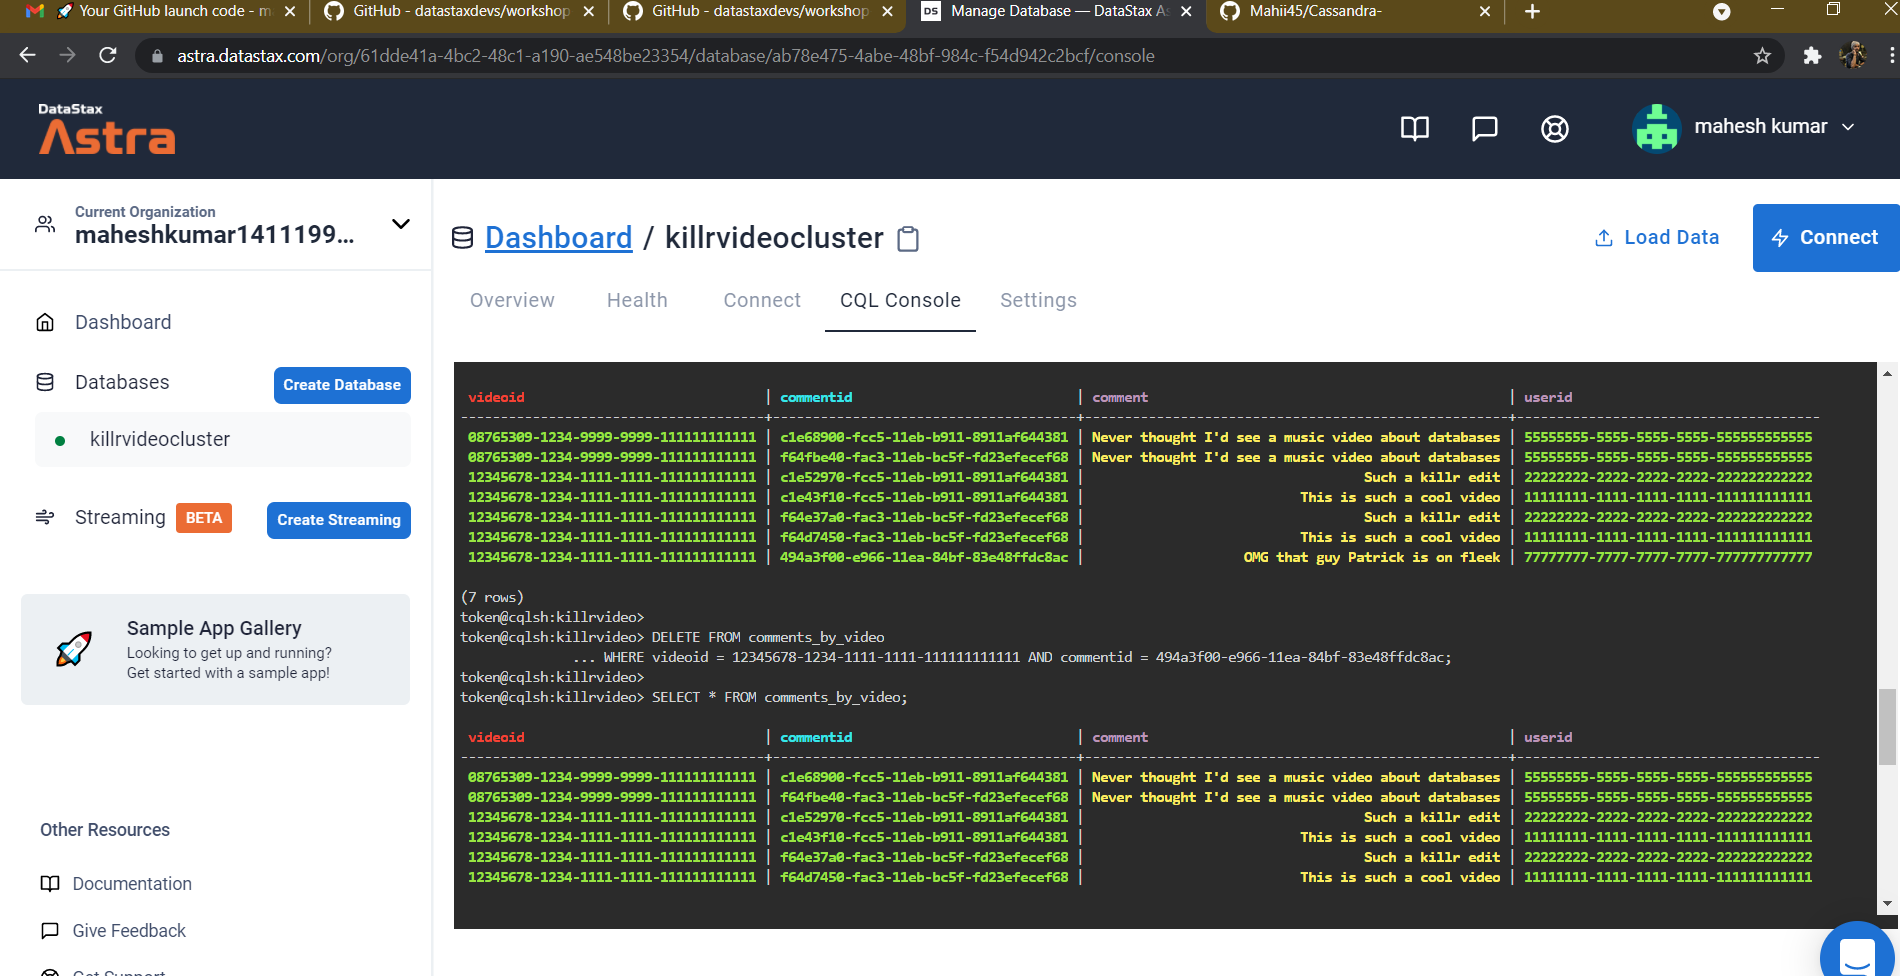 Your GitHub launch code - m
GitHub - datastaxdevs/workshop
GitHub - datastaxdevs/workshop
DS Manage Database — DataStax As
Mahii45/Cassandra-
astra.datastax.com/org/61dde41a-4bc2-48c1-a190-ae548be23354/database/ab78e475-4abe-48bf-984c-f54d942c2bcf/console
DataStax
Astra
mahesh kumar
Current Organization
maheshkumar1411199...
Dashboard
Databases
Create Database
killrvideocluster
Streaming BETA
Create Streaming
Sample App Gallery
Looking to get up and running?
Get started with a sample app!
Other Resources
Documentation
Give Feedback
Get Support
Dashboard / killrvideocluster
Load Data
Connect
Overview Health Connect CQL Console Settings
videoid | commentid | comment | userid
08765309-1234-9999-9999-111111111111 | c1e68900-fcc5-11eb-b911-8911af644381 | Never thought I'd see a music video about databases | 55555555-5555-5555-5555-555555555555
08765309-1234-9999-9999-111111111111 | f64fbe40-fac3-11eb-bc5f-fd23efecef68 | Never thought I'd see a music video about databases | 55555555-5555-5555-5555-555555555555
12345678-1234-1111-1111-111111111111 | c1e52970-fcc5-11eb-b911-8911af644381 | Such a killr edit | 22222222-2222-2222-2222-222222222222
12345678-1234-1111-1111-111111111111 | c1e43f10-fcc5-11eb-b911-8911af644381 | This is such a cool video | 11111111-1111-1111-1111-111111111111
12345678-1234-1111-1111-111111111111 | f64e37a0-fac3-11eb-bc5f-fd23efecef68 | Such a killr edit | 22222222-2222-2222-2222-222222222222
12345678-1234-1111-1111-111111111111 | f64d7450-fac3-11eb-bc5f-fd23efecef68 | This is such a cool video | 11111111-1111-1111-1111-111111111111
12345678-1234-1111-1111-111111111111 | 494a3f00-e966-11ea-84bf-83e48ffdc8ac | OMG that guy Patrick is on fleek | 77777777-7777-7777-7777-777777777777
(7 rows)
token@cqlsh:killrvideo>
token@cqlsh:killrvideo> DELETE FROM comments_by_video
... WHERE videoid = 12345678-1234-1111-1111-111111111111 AND commentid = 494a3f00-e966-11ea-84bf-83e48ffdc8ac;
token@cqlsh:killrvideo>
token@cqlsh:killrvideo> SELECT * FROM comments_by_video;
videoid | commentid | comment | userid
08765309-1234-9999-9999-111111111111 | c1e68900-fcc5-11eb-b911-8911af644381 | Never thought I'd see a music video about databases | 55555555-5555-5555-5555-555555555555
08765309-1234-9999-9999-111111111111 | f64fbe40-fac3-11eb-bc5f-fd23efecef68 | Never thought I'd see a music video about databases | 55555555-5555-5555-5555-555555555555
12345678-1234-1111-1111-111111111111 | c1e52970-fcc5-11eb-b911-8911af644381 | Such a killr edit | 22222222-2222-2222-2222-222222222222
12345678-1234-1111-1111-111111111111 | c1e43f10-fcc5-11eb-b911-8911af644381 | This is such a cool video | 11111111-1111-1111-1111-111111111111
12345678-1234-1111-1111-111111111111 | f64e37a0-fac3-11eb-bc5f-fd23efecef68 | Such a killr edit | 22222222-2222-2222-2222-222222222222
12345678-1234-1111-1111-111111111111 | f64d7450-fac3-11eb-bc5f-fd23efecef68 | This is such a cool video | 11111111-1111-1111-1111-111111111111